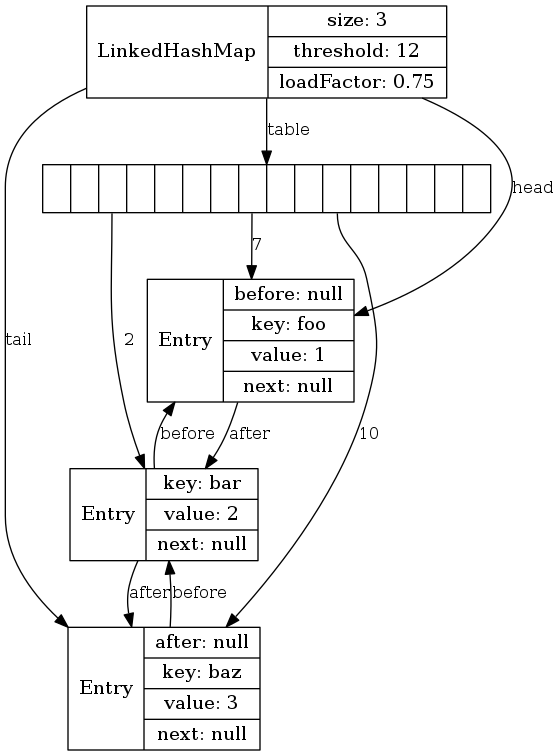 LinkedHashMap
size: 3
threshold: 12
loadFactor: 0.75
table
head
7
Entry
before: null
key: foo
value: 1
next: null
tail
2
10
before
after
Entry
key: bar
value: 2
next: null
after
before
Entry
after: null
key: baz
value: 3
next: null